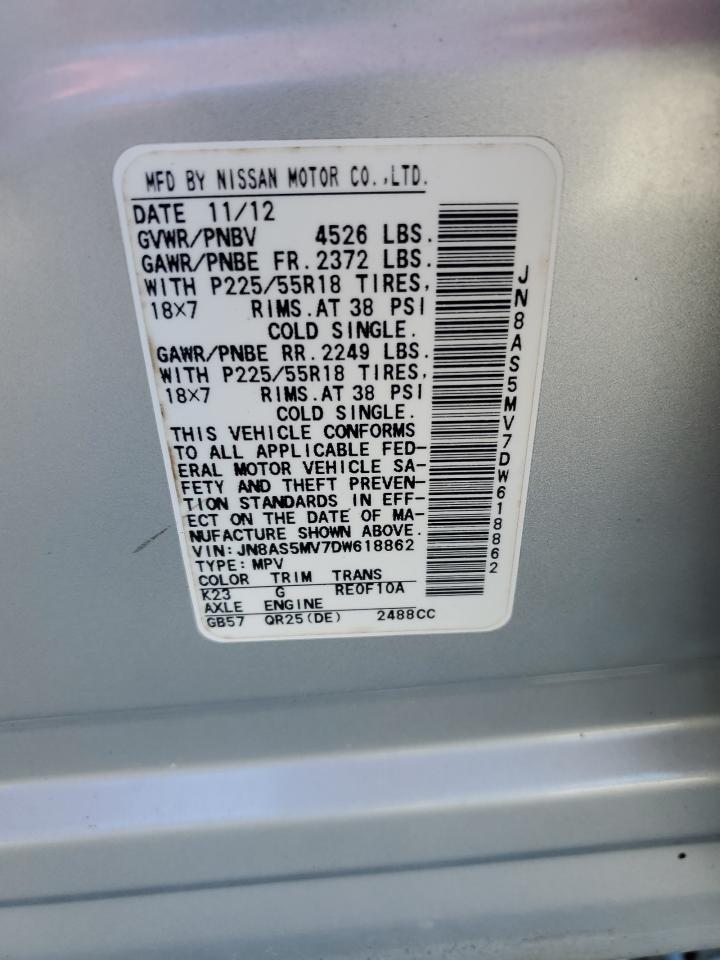 MFD BY NISSAN MOTOR CO.,LTD.
DATE 11/12
GVWR/PNBV 4526 LBS.
GAWR/PNBE FR.2372 LBS.
WITH P225/55R18 TIRES,
18X7 RIMS.AT 38 PSI
COLD SINGLE.
GAWR/PNBE RR.2249 LBS.
WITH P225/55R18 TIRES,
18X7 RIMS.AT 38 PSI
COLD SINGLE.
THIS VEHICLE CONFORMS
TO ALL APPLICABLE FED-
ERAL MOTOR VEHICLE SA-
FETY AND THEFT PREVEN-
TION STANDARDS IN EFF-
ECT ON THE DATE OF MA-
NUFACTURE SHOWN ABOVE.
VIN:JN8AS5MV7DW618862
TYPE:MPV
COLOR TRIM TRANS
K23 G RE0F10A
AXLE ENGINE
GB57 QR25(DE) 2488CC
JN8AS5MV7DW618862